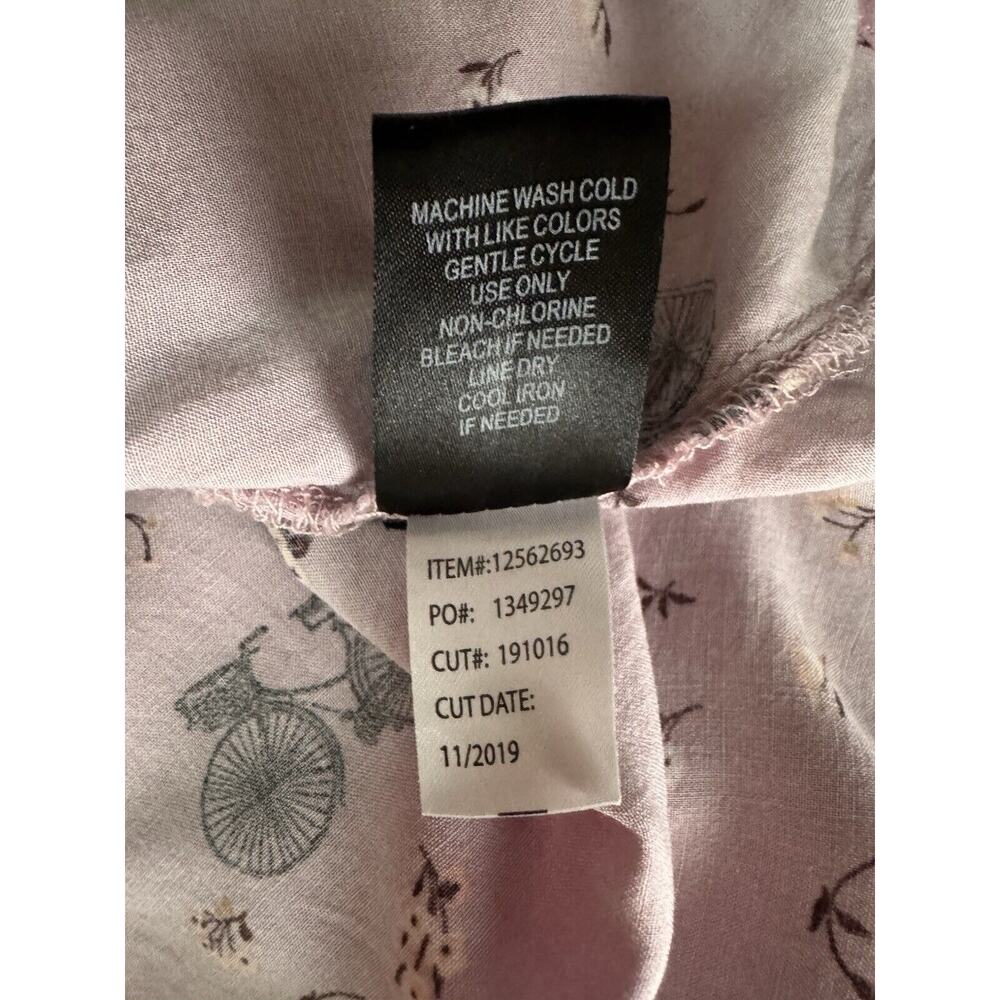 MACHINE WASH COLD
WITH LIKE COLORS
GENTLE CYCLE
USE ONLY
NON-CHLORINE
BLEACH IF NEEDED
LINE DRY
COOL IRON
IF NEEDED
ITEM#:12562693
PO#: 1349297
CUT#: 191016
CUT DATE:
11/2019